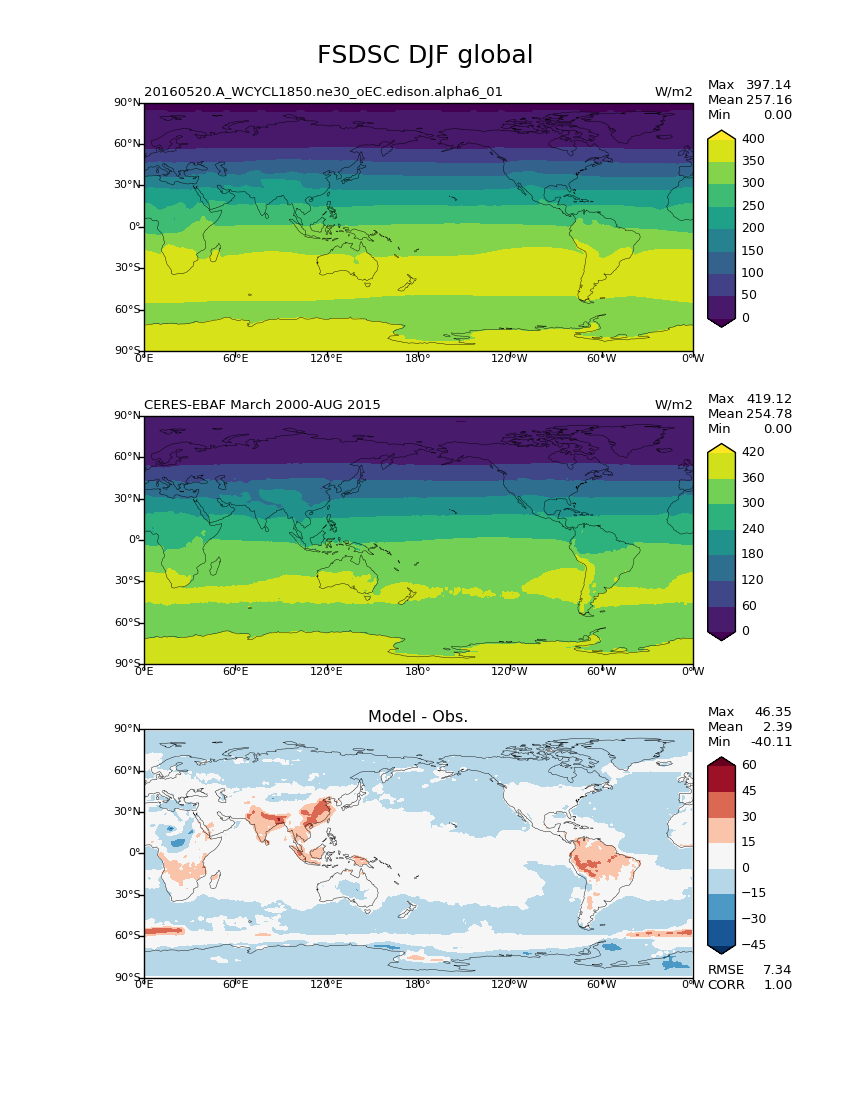 FSDSC DJF global
20160520.A_WCYCL1850.ne30_oEC.edison.alpha6_01 W/m2
Max 397.14
Mean 257.16
Min 0.00
90°N
60°N
30°N
0°
30°S
60°S
90°S
0°E 60°E 120°E 180° 120°W 60°W 0°W
400
350
300
250
200
150
100
50
0
CERES-EBAF March 2000-AUG 2015 W/m2
Max 419.12
Mean 254.78
Min 0.00
90°N
60°N
30°N
0°
30°S
60°S
90°S
0°E 60°E 120°E 180° 120°W 60°W 0°W
420
360
300
240
180
120
60
0
Model - Obs.
Max 46.35
Mean 2.39
Min -40.11
90°N
60°N
30°N
0°
30°S
60°S
90°S
0°E 60°E 120°E 180° 120°W 60°W 0°W
60
45
30
15
0
−15
−30
−45
RMSE 7.34
CORR 1.00